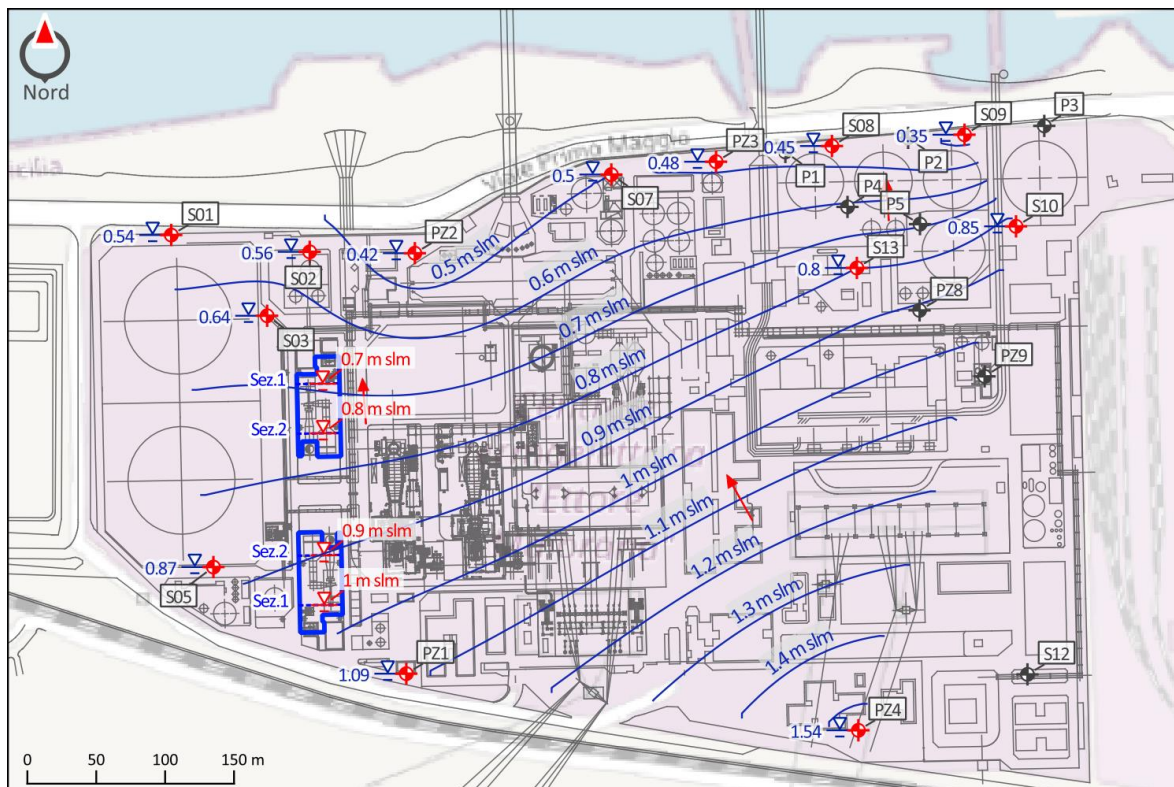 Nord
Sicilia
Viale Primo Maggio
P3
S09
0.35
S08
0.45
P2
PZ3
0.48
P1
S07
0.5
P4
P5
S10
0.85
S01
0.54
S02
0.56
PZ2
0.42
0.5 m slm
0.6 m slm
S13
0.8
PZ8
0.64
S03
0.7 m slm
0.7 m slm
Sez.1
0.8 m slm
PZ9
0.8 m slm
Sez.2
0.9 m slm
1 m slm
Ettore
1.1 m slm
0.9 m slm
Sez.2
1.2 m slm
0.87
S05
1 m slm
Sez.1
1.3 m slm
1.4 m slm
PZ1
1.09
S12
PZ4
1.54
0 50 100 150 m